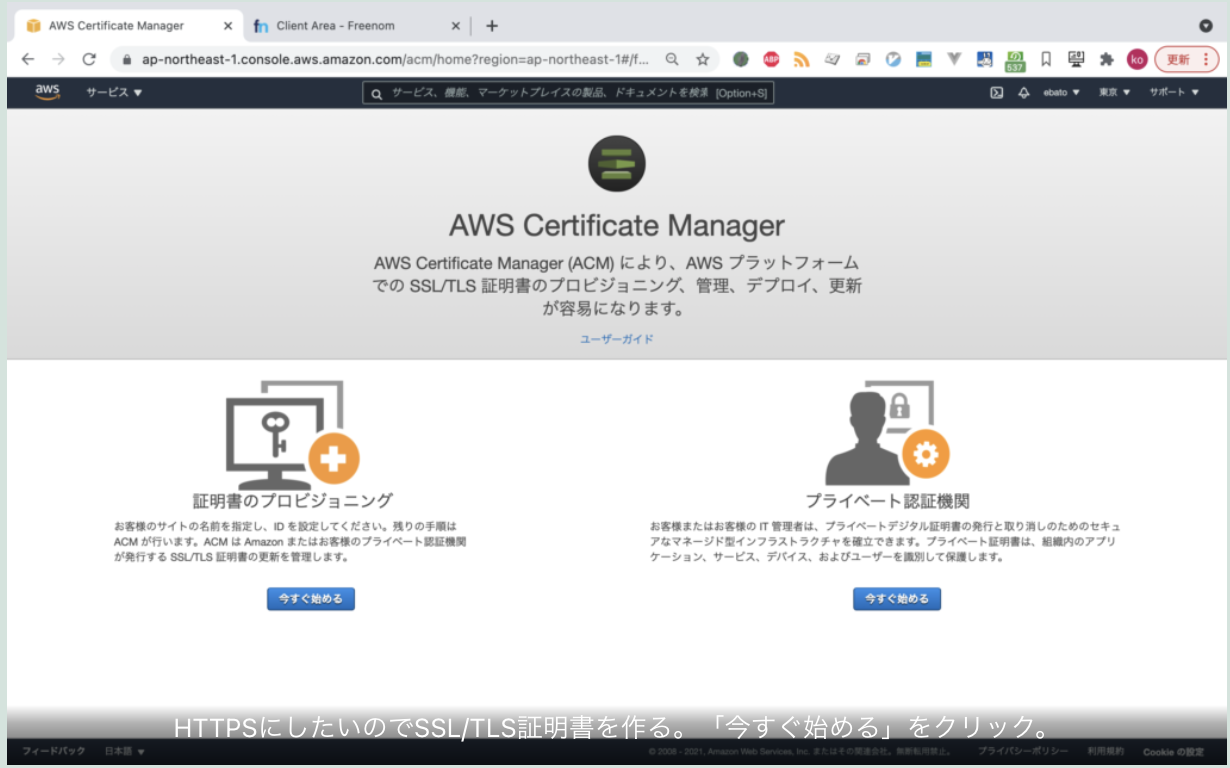 AWS Certificate Manager
Client Area - Freenom
ap-northeast-1.console.aws.amazon.com/acm/home?region=ap-northeast-1#/f...
ABP
537
ko
更新
aws
サービス
サービス、機能、マーケットプレイスの製品、ドキュメントを検索 [Option+S]
ebato
東京
サポート
AWS Certificate Manager
AWS Certificate Manager (ACM) により、AWS プラットフォーム
での SSL/TLS 証明書のプロビジョニング、管理、デプロイ、更新
が容易になります。
ユーザーガイド
証明書のプロビジョニング
お客様のサイトの名前を指定し、ID を設定してください。残りの手順は
ACM が行います。ACM は Amazon またはお客様のプライベート認証機関
が発行する SSL/TLS 証明書の更新を管理します。
今すぐ始める
プライベート認証機関
お客様またはお客様の IT 管理者は、プライベートデジタル証明書の発行と取り消しのためのセキュ
アなマネージド型インフラストラクチャを確立できます。プライベート証明書は、組織内のアプリ
ケーション、サービス、デバイス、およびユーザーを識別して保護します。
今すぐ始める
HTTPSにしたいのでSSL/TLS証明書を作る。「今すぐ始める」をクリック。
フィードバック
日本語
© 2008 - 2021, Amazon Web Services, Inc. またはその関連会社。無断転用禁止。
プライバシーポリシー
利用規約
Cookie の設定